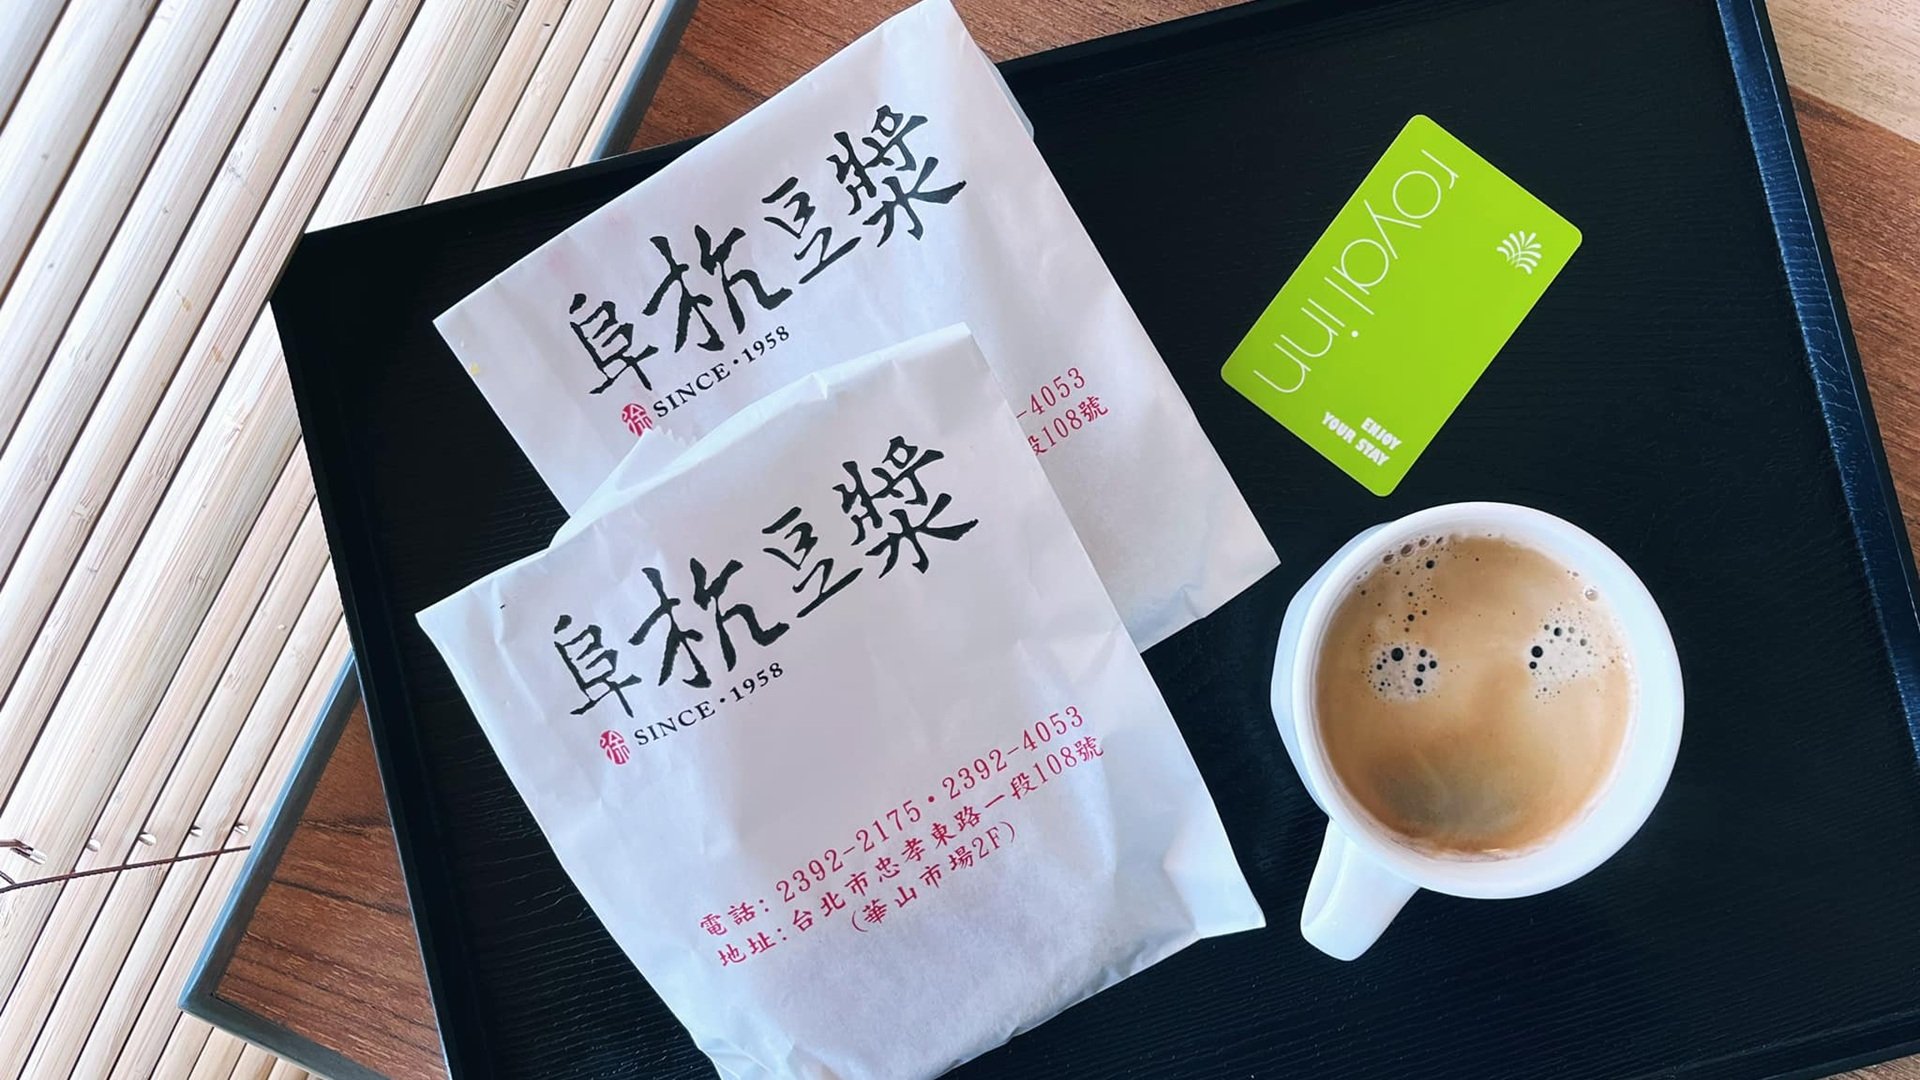 阜杭豆漿
SINCE·1958
-4053
段108號
阜杭豆漿
徐 SINCE·1958
電話: 2392-2175·2392-4053
地址: 台北市忠孝東路一段108號
(華山市場2F)
royal inn
ENJOY
YOUR STAY